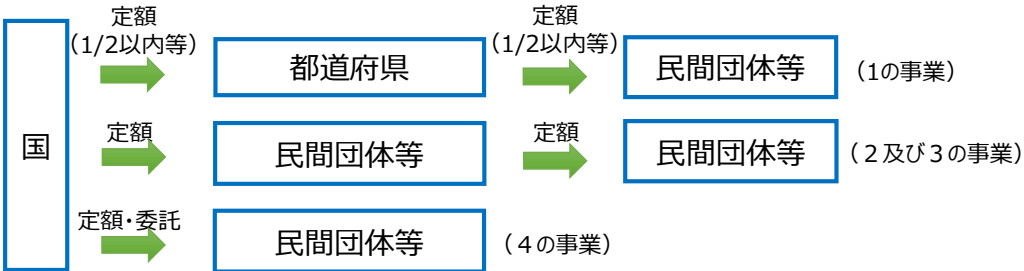 定額
（1/2以内等）
定額
（1/2以内等）
国
都道府県
民間団体等
（1の事業）
定額
民間団体等
定額
民間団体等
（２及び３の事業）
定額・委託
民間団体等
（４の事業）